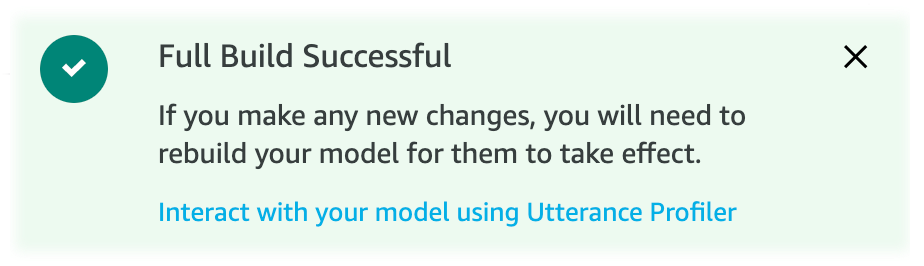 Full Build Successful
If you make any new changes, you will need to
rebuild your model for them to take effect.
Interact with your model using Utterance Profiler